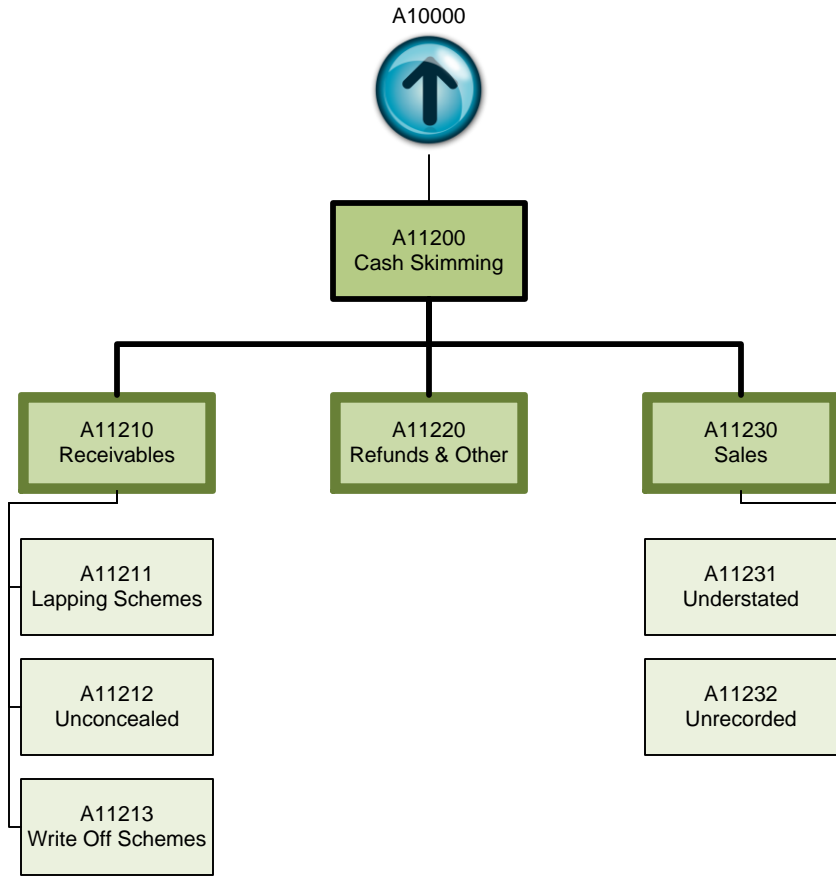 A10000
A11200
Cash Skimming
A11210
Receivables
A11220
Refunds & Other
A11230
Sales
A11211
Lapping Schemes
A11231
Understated
A11212
Unconcealed
A11232
Unrecorded
A11213
Write Off Schemes